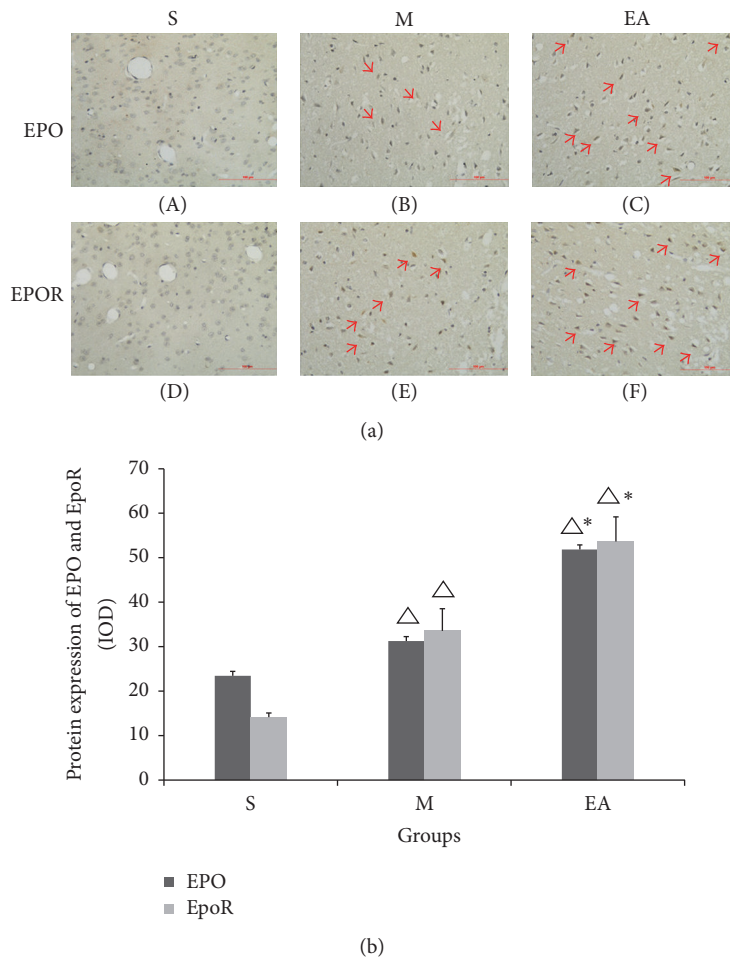 S M EA
EPO
(A) (B) (C)
EPOR
(D) (E) (F)
(a)
Protein expression of EPO and EpoR
(IOD)
70
60
50
40
30
20
10
0
△ △ △* △*
S M EA
Groups
EPO
EpoR
(b)